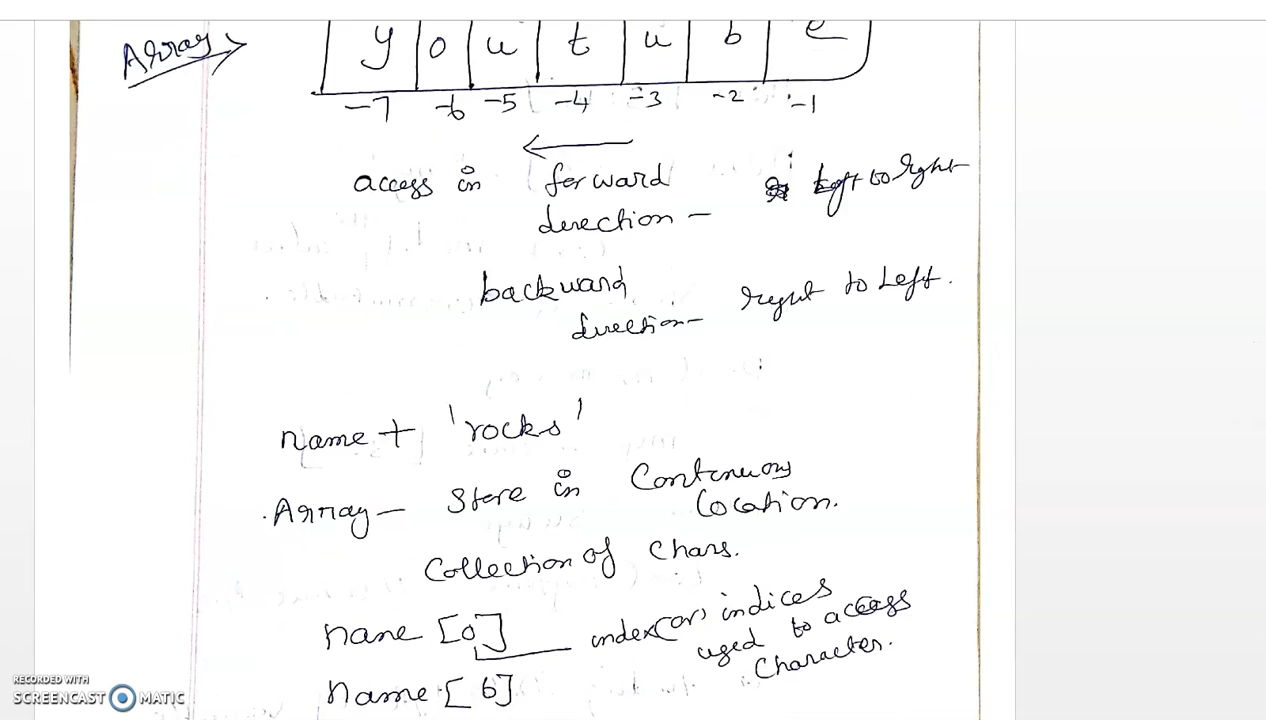 Array
y o u t u b e
-7 -6 -5 -4 -3 -2 -1
access in forward direction - Left to right
backward direction - right to Left.
name + 'rocks'
Array - Store in Continuous Location.
Collection of Chars.
name [0] index(or) indices used to access Character.
name [6]
RECORDED WITH
SCREENCAST MATIC